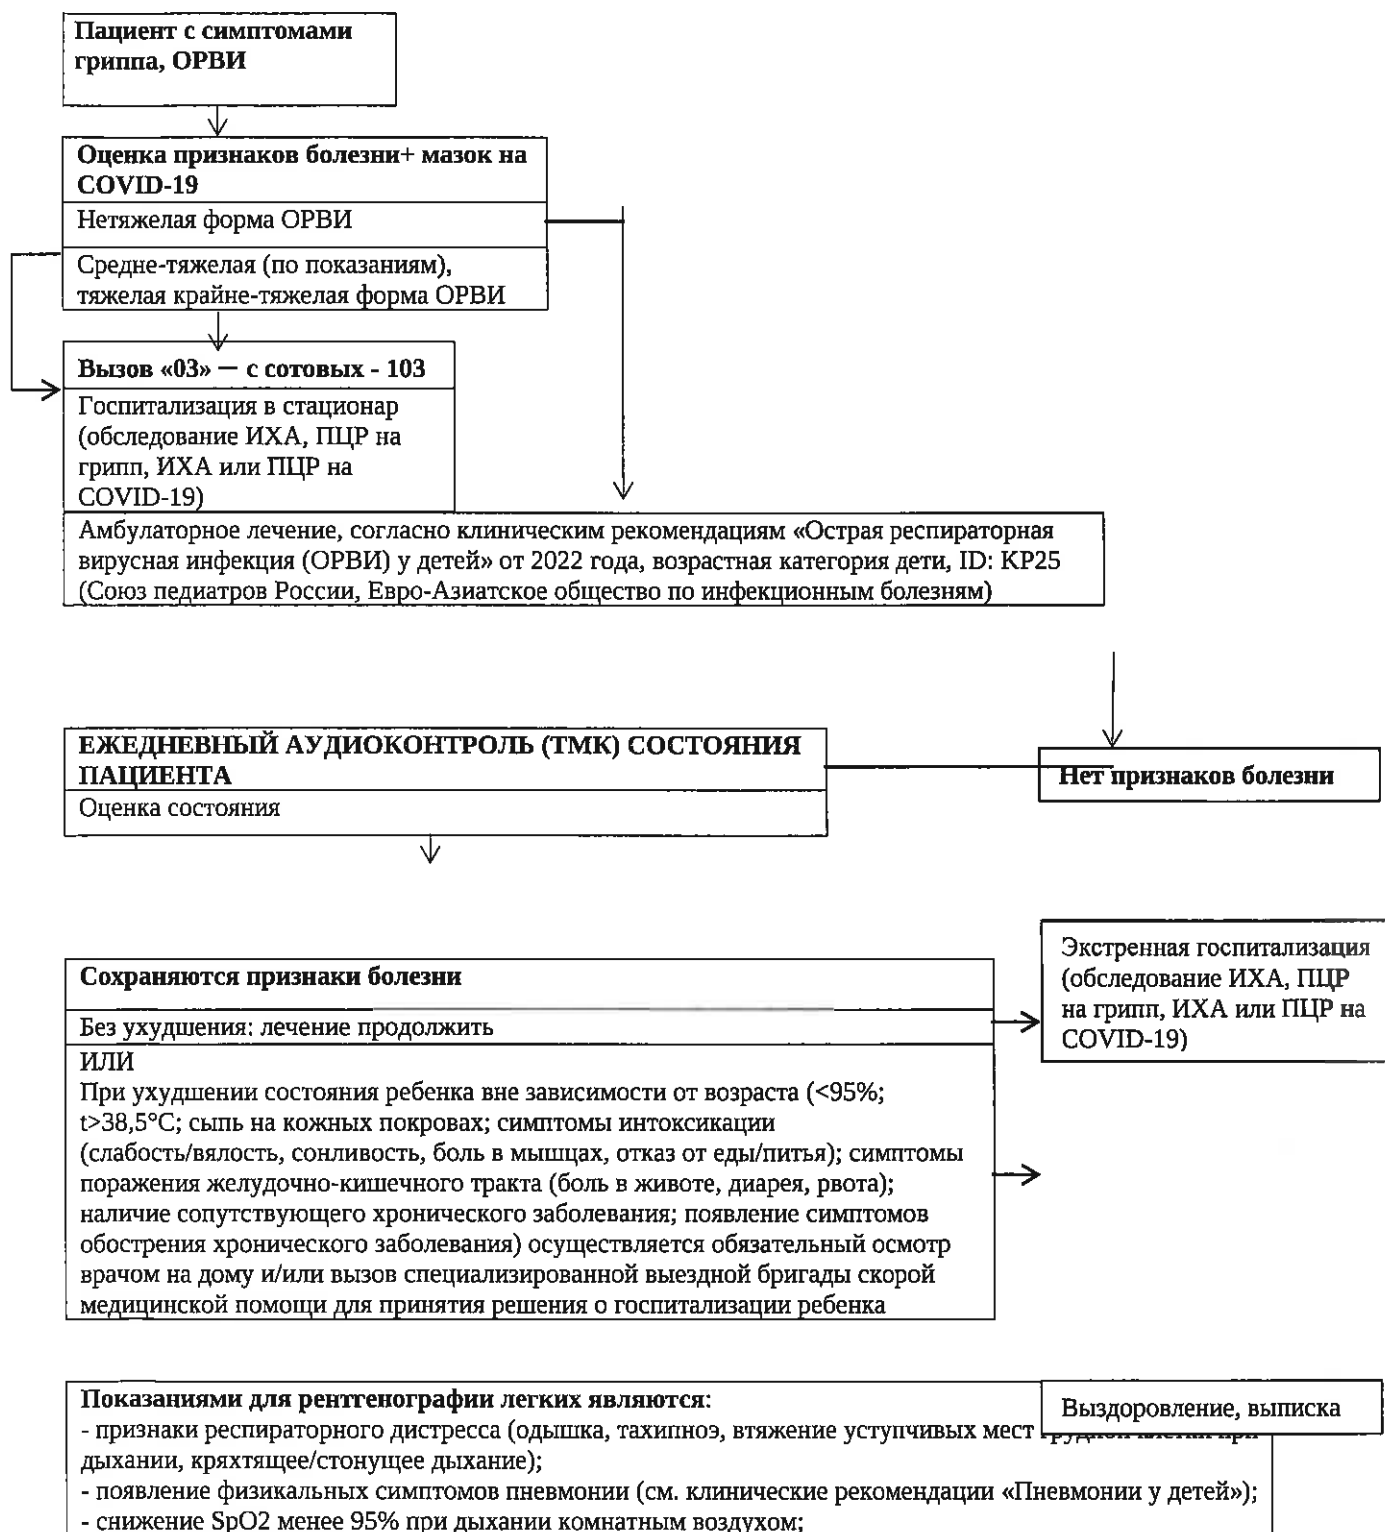 Пациент с симптомами
гриппа, ОРВИ
Оценка признаков болезни+ мазок на
COVID-19
Нетяжелая форма ОРВИ
Средне-тяжелая (по показаниям),
тяжелая крайне-тяжелая форма ОРВИ
Вызов «03» — с сотовых - 103
Госпитализация в стационар
(обследование ИХА, ПЦР на
грипп, ИХА или ПЦР на
COVID-19)
Амбулаторное лечение, согласно клиническим рекомендациям «Острая респираторная
вирусная инфекция (ОРВИ) у детей» от 2022 года, возрастная категория дети, ID: КР25
(Союз педиатров России, Евро-Азиатское общество по инфекционным болезням)
ЕЖЕДНЕВНЫЙ АУДИОКОНТРОЛЬ (ТМК) СОСТОЯНИЯ
ПАЦИЕНТА
Оценка состояния
Нет признаков болезни
Экстренная госпитализация
(обследование ИХА, ПЦР
на грипп, ИХА или ПЦР на
COVID-19)
Сохраняются признаки болезни
Без ухудшения: лечение продолжить
ИЛИ
При ухудшении состояния ребенка вне зависимости от возраста (<95%;
t>38,5°С; сыпь на кожных покровах; симптомы интоксикации
(слабость/вялость, сонливость, боль в мышцах, отказ от еды/питья); симптомы
поражения желудочно-кишечного тракта (боль в животе, диарея, рвота);
наличие сопутствующего хронического заболевания; появление симптомов
обострения хронического заболевания) осуществляется обязательный осмотр
врачом на дому и/или вызов специализированной выездной бригады скорой
медицинской помощи для принятия решения о госпитализации ребенка
Выздоровление, выписка
Показаниями для рентгенографии легких являются:
- признаки респираторного дистресса (одышка, тахипноэ, втяжение уступчивых мест
дыхании, кряхтящее/стонущее дыхание);
- появление физикальных симптомов пневмонии (см. клинические рекомендации «Пневмонии у детей»);
- снижение SpO2 менее 95% при дыхании комнатным воздухом;